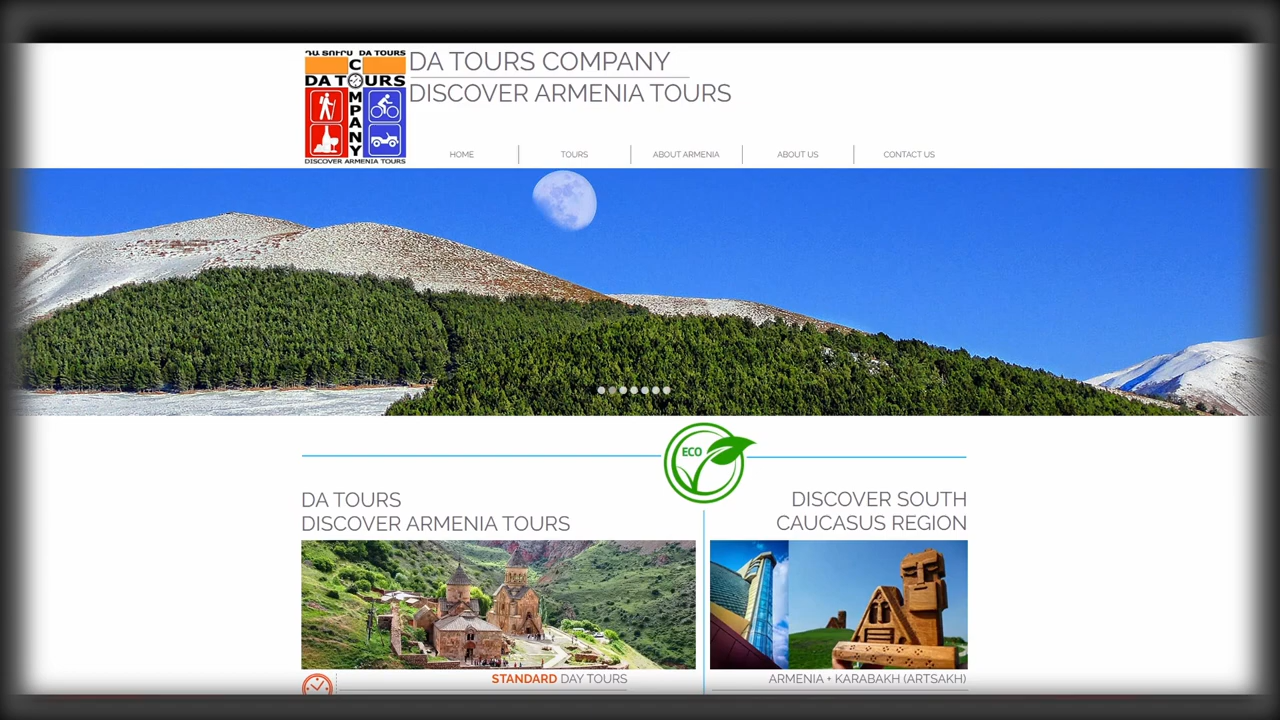 ԴԱ ՏՈՒՐՍ DA TOURS
COMPANY
DA TOURS
DISCOVER ARMENIA TOURS
DA TOURS COMPANY
DISCOVER ARMENIA TOURS
HOME
TOURS
ABOUT ARMENIA
ABOUT US
CONTACT US
ECO
DA TOURS
DISCOVER ARMENIA TOURS
DISCOVER SOUTH
CAUCASUS REGION
STANDARD DAY TOURS
ARMENIA + KARABAKH (ARTSAKH)